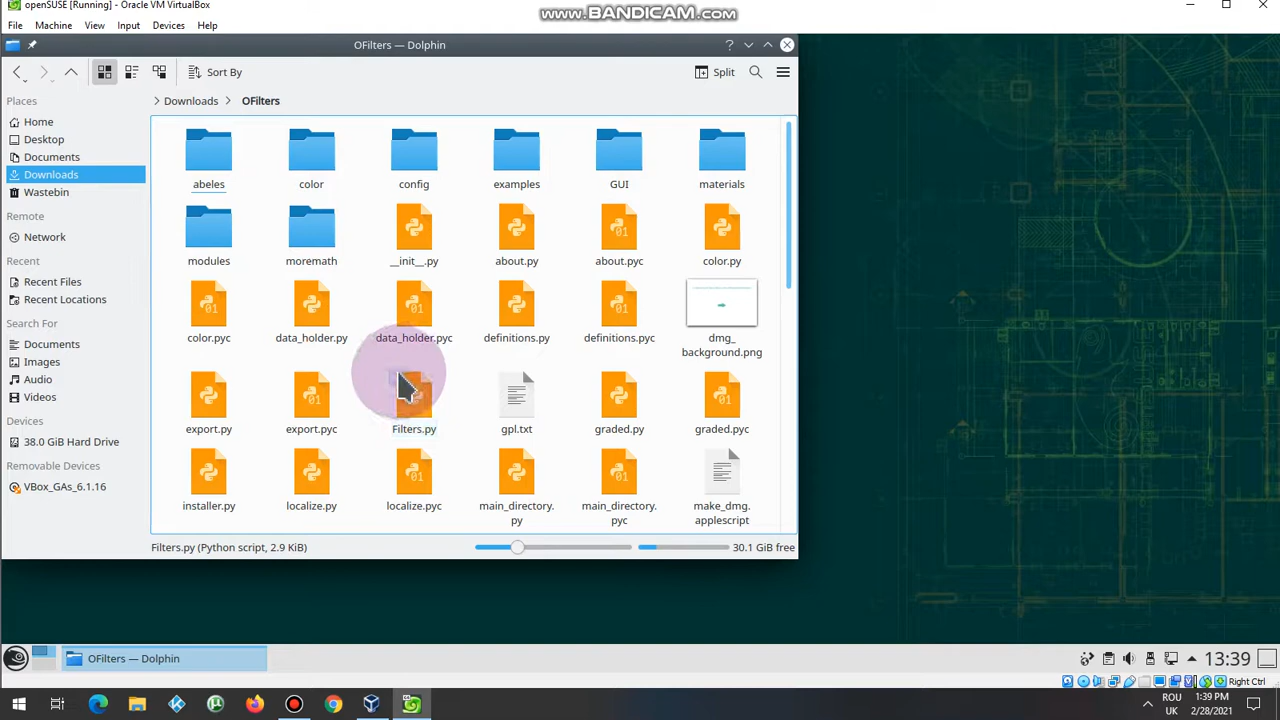 openSUSE [Running] - Oracle VM VirtualBox
www.BANDICAM.com
File Machine View Input Devices Help
OFilters — Dolphin
Sort By
Split
Places
Downloads OFilters
Home
Desktop
Documents
Downloads
Wastebin
Remote
Network
Recent
Recent Files
Recent Locations
Search For
Documents
Images
Audio
Videos
Devices
38.0 GiB Hard Drive
Removable Devices
VBox_GAs_6.1.16
abeles color config examples GUI materials
modules moremath __init__.py about.py about.pyc color.py
color.pyc data_holder.py data_holder.pyc definitions.py definitions.pyc dmg_
background.png
export.py export.pyc Filters.py gpl.txt graded.py graded.pyc
installer.py localize.py localize.pyc main_directory. main_directory. make_dmg.
py pyc applescript
Filters.py (Python script, 2.9 KiB) 30.1 GiB free
OFilters — Dolphin
13:39
Right Ctrl
ROU 1:39 PM
UK 2/28/2021